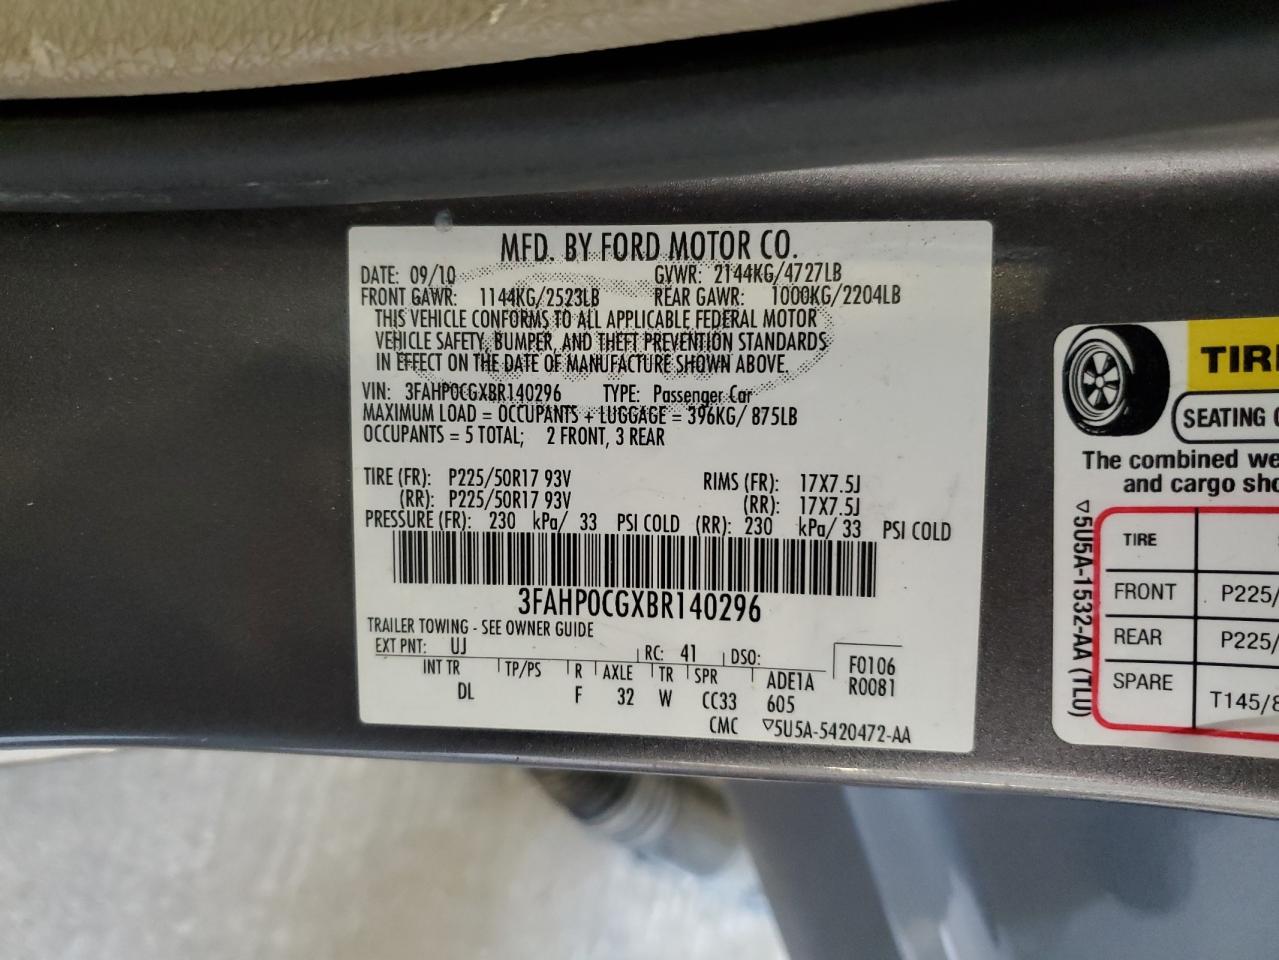 MFD. BY FORD MOTOR CO.
DATE: 09/10 GVWR: 2144KG/4727LB
FRONT GAWR: 1144KG/2523LB REAR GAWR: 1000KG/2204LB
THIS VEHICLE CONFORMS TO ALL APPLICABLE FEDERAL MOTOR
VEHICLE SAFETY, BUMPER, AND THEFT PREVENTION STANDARDS
IN EFFECT ON THE DATE OF MANUFACTURE SHOWN ABOVE.
VIN: 3FAHP0CGXBR140296 TYPE: Passenger Car
MAXIMUM LOAD = OCCUPANTS + LUGGAGE = 396KG/ 875LB
OCCUPANTS = 5 TOTAL; 2 FRONT, 3 REAR
TIRE (FR): P225/50R17 93V RIMS (FR): 17X7.5J
(RR): P225/50R17 93V (RR): 17X7.5J
PRESSURE (FR): 230 kPa/ 33 PSI COLD (RR): 230 kPa/ 33 PSI COLD
3FAHP0CGXBR140296
TRAILER TOWING - SEE OWNER GUIDE
EXT PNT: UJ RC: 41 DSO: F0106
INT TR TP/PS R AXLE TR SPR ADE1A R0081
DL F 32 W CC33 605
CMC ▽5U5A-5420472-AA
TIRE
SEATING
The combined
and cargo
▽5U5A-1532-AA (TLU)
TIRE
FRONT P225/
REAR P225/
SPARE T145/8